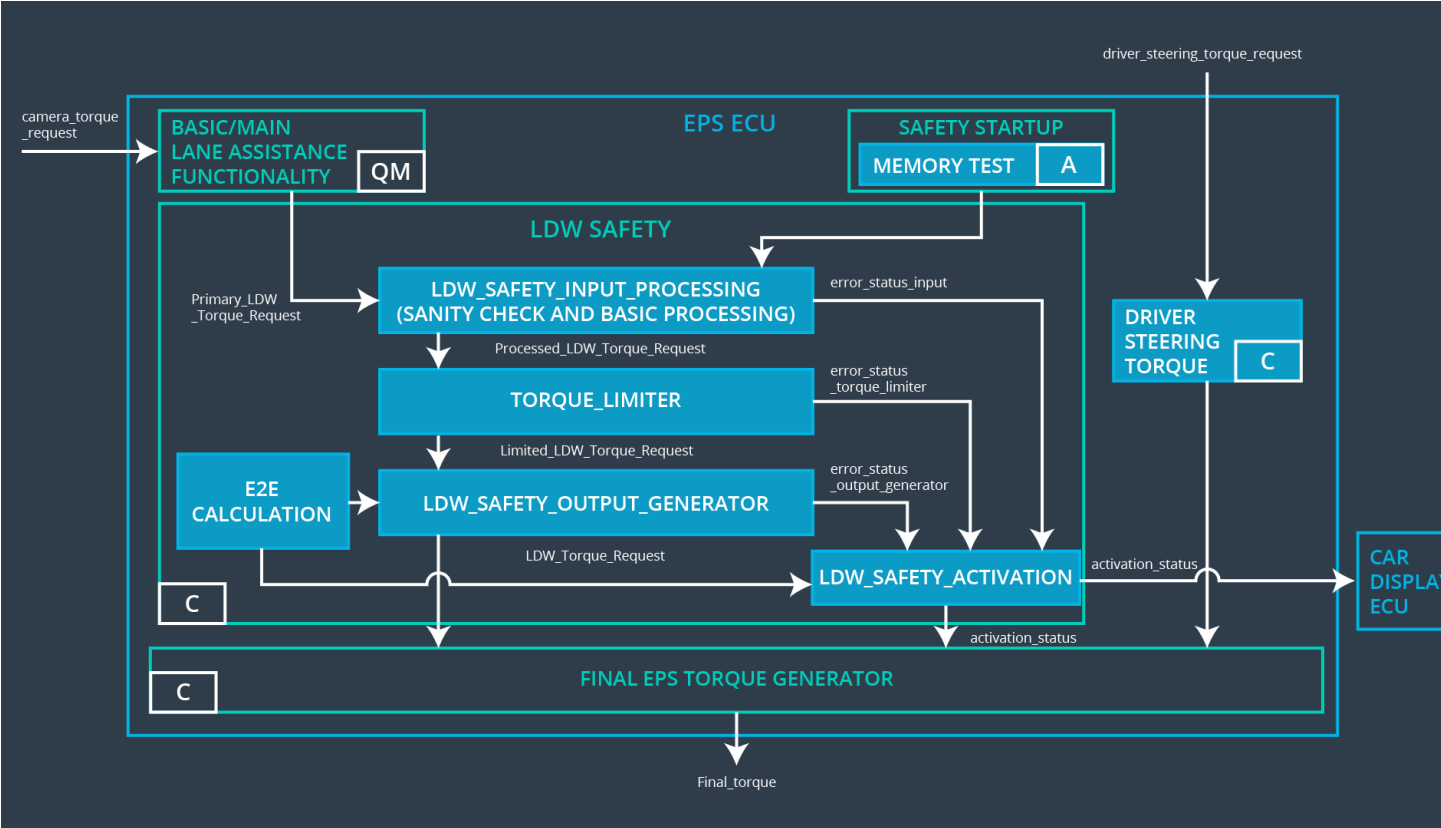 driver_steering_torque_request
camera_torque
_request
BASIC/MAIN
LANE ASSISTANCE
FUNCTIONALITY
QM
EPS ECU
SAFETY STARTUP
MEMORY TEST
A
LDW SAFETY
Primary_LDW
_Torque_Request
LDW_SAFETY_INPUT_PROCESSING
(SANITY CHECK AND BASIC PROCESSING)
error_status_input
DRIVER
STEERING
TORQUE
C
Processed_LDW_Torque_Request
TORQUE_LIMITER
error_status
_torque_limiter
Limited_LDW_Torque_Request
E2E
CALCULATION
LDW_SAFETY_OUTPUT_GENERATOR
error_status
_output_generator
LDW_Torque_Request
LDW_SAFETY_ACTIVATION
activation_status
CAR
DISPLAY
ECU
C
activation_status
FINAL EPS TORQUE GENERATOR
C
Final_torque